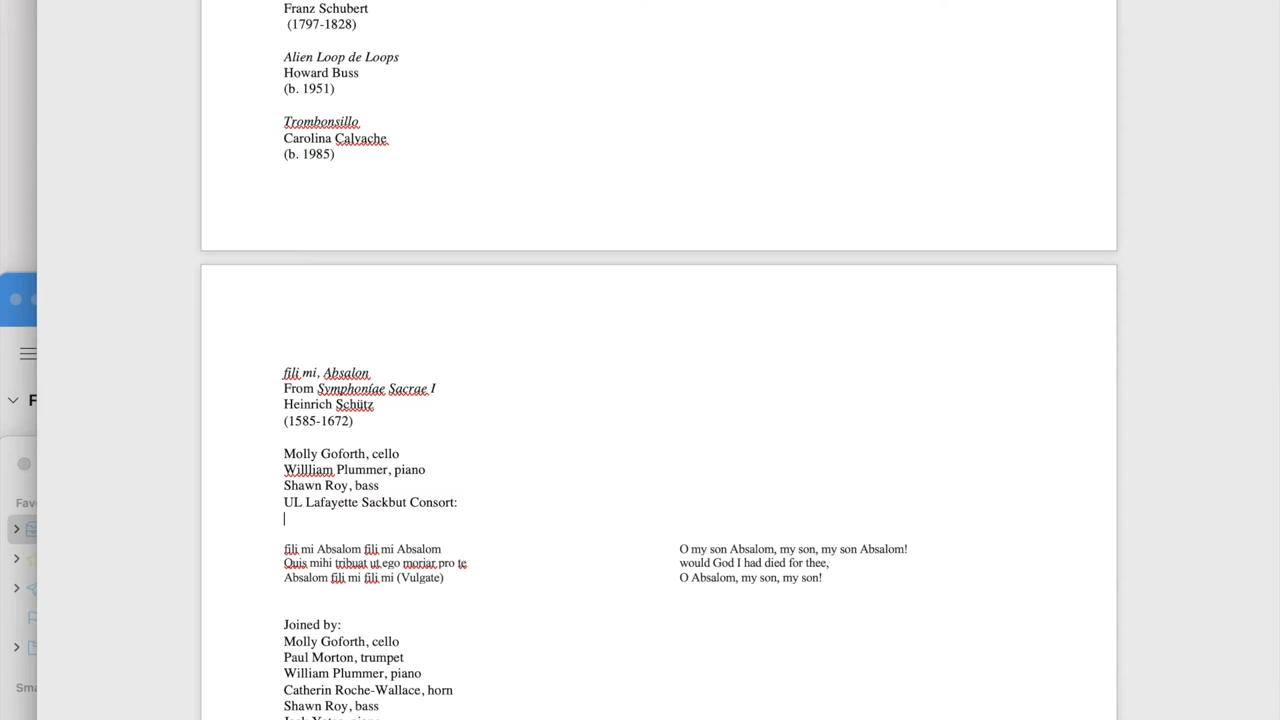 Franz Schubert
(1797-1828)
Alien Loop de Loops
Howard Buss
(b. 1951)
Trombonsillo
Carolina Calvache
(b. 1985)
fili mi, Absalon
From Symphoníae Sacrae I
Heinrich Schütz
(1585-1672)
Molly Goforth, cello
Willliam Plummer, piano
Shawn Roy, bass
UL Lafayette Sackbut Consort:
fili mi Absalom fili mi Absalom
Quis mihi tribuat ut ego moriar pro te
Absalom fili mi fili mi (Vulgate)
O my son Absalom, my son, my son Absalom!
would God I had died for thee,
O Absalom, my son, my son!
Joined by:
Molly Goforth, cello
Paul Morton, trumpet
William Plummer, piano
Catherin Roche-Wallace, horn
Shawn Roy, bass
F
Favo
Sma